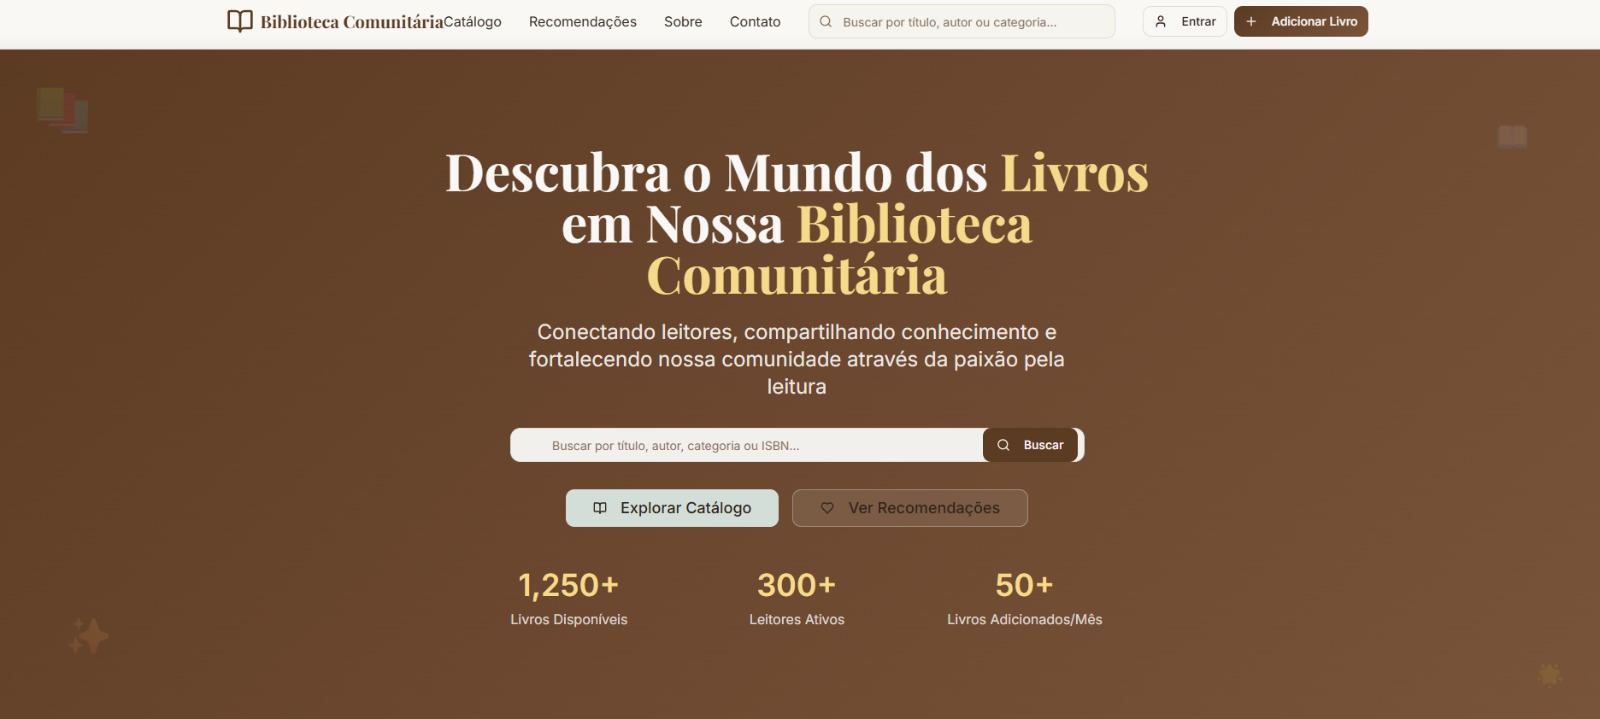 Biblioteca Comunitária Catálogo Recomendações Sobre Contato Buscar por título, autor ou categoria... Entrar Adicionar Livro
Descubra o Mundo dos Livros
em Nossa Biblioteca
Comunitária
Conectando leitores, compartilhando conhecimento e
fortalecendo nossa comunidade através da paixão pela
leitura
Buscar por título, autor, categoria ou ISBN... Buscar
Explorar Catálogo Ver Recomendações
1,250+ 300+ 50+
Livros Disponíveis Leitores Ativos Livros Adicionados/Mês